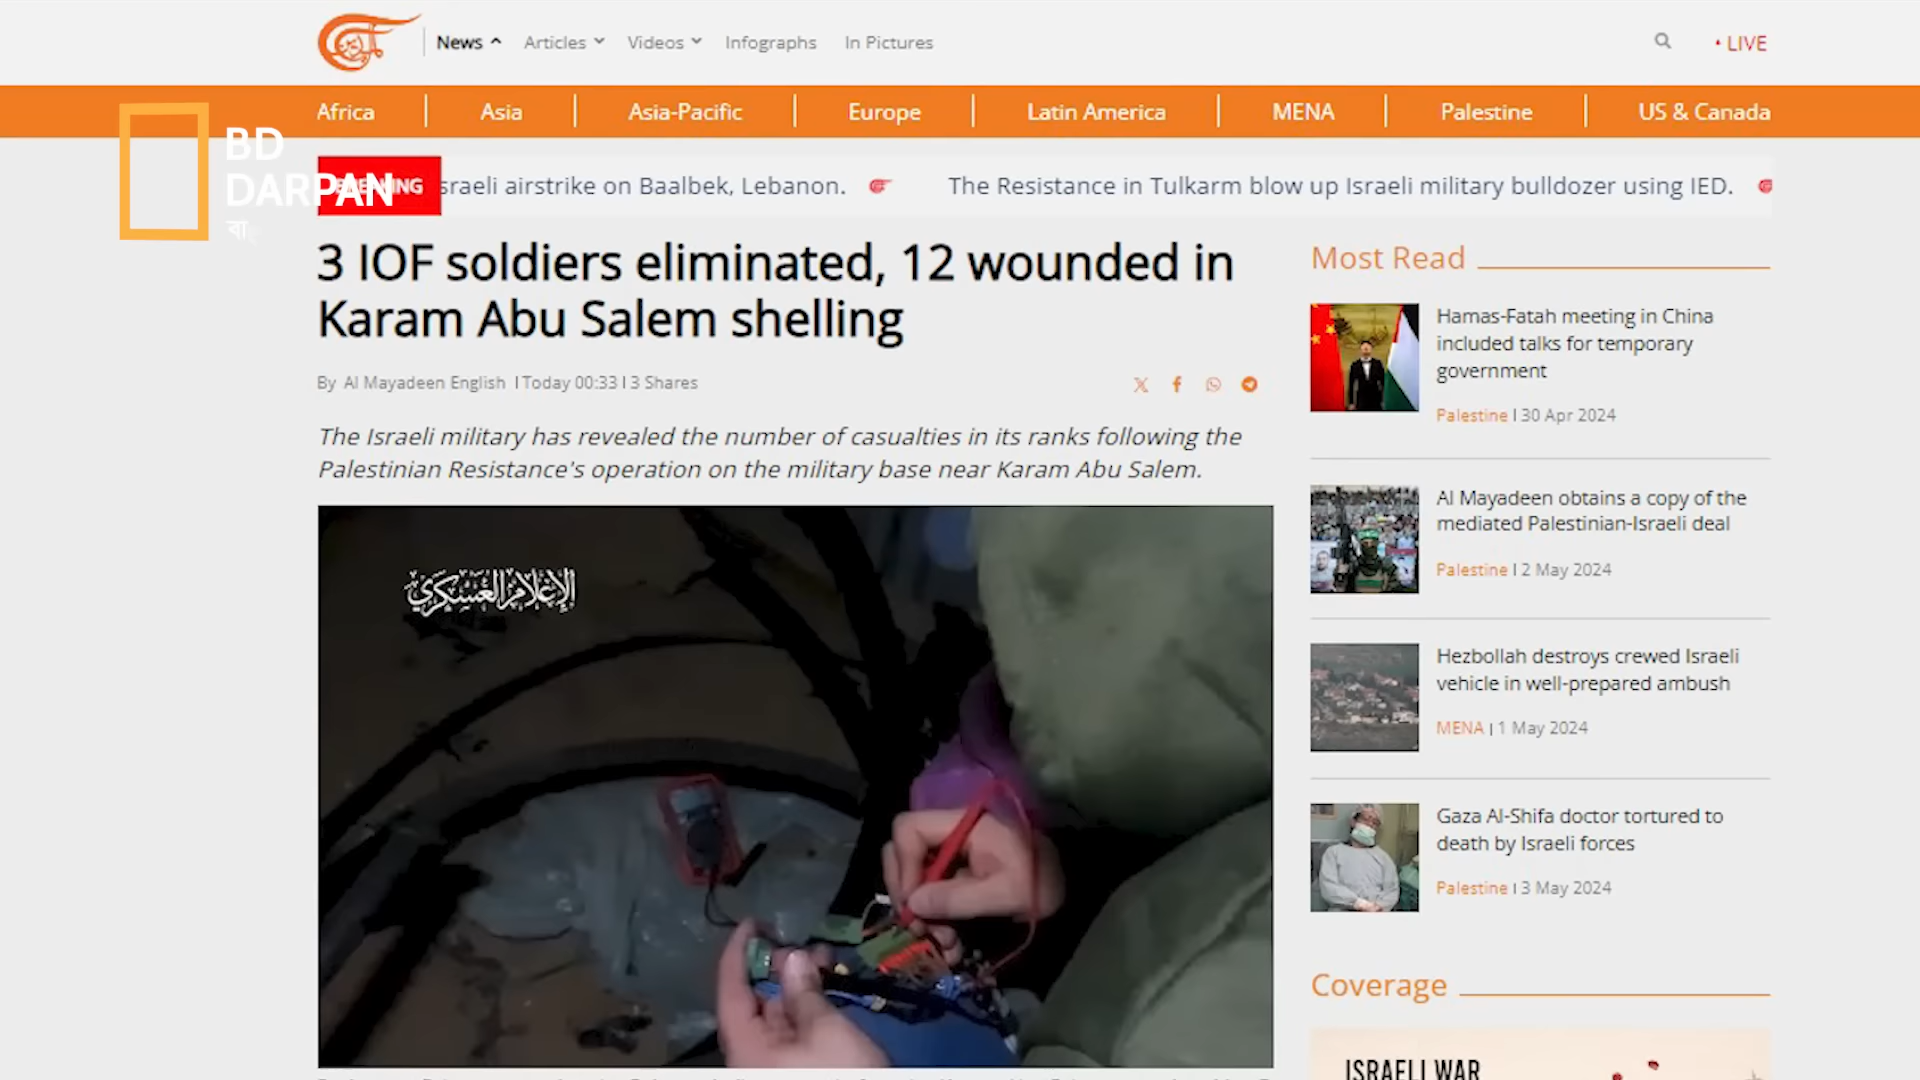 News
Articles
Videos
Infographs
In Pictures
• LIVE
Africa
Asia
Asia-Pacific
Europe
Latin America
MENA
Palestine
US & Canada
BD
DARPAN
sraeli airstrike on Baalbek, Lebanon.
The Resistance in Tulkarm blow up Israeli military bulldozer using IED.
3 IOF soldiers eliminated, 12 wounded in
Karam Abu Salem shelling
By Al Mayadeen English | Today 00:33 | 3 Shares
The Israeli military has revealed the number of casualties in its ranks following the
Palestinian Resistance's operation on the military base near Karam Abu Salem.
الإعلام العسكري
Most Read
Hamas-Fatah meeting in China
included talks for temporary
government
Palestine | 30 Apr 2024
Al Mayadeen obtains a copy of the
mediated Palestinian-Israeli deal
Palestine | 2 May 2024
Hezbollah destroys crewed Israeli
vehicle in well-prepared ambush
MENA | 1 May 2024
Gaza Al-Shifa doctor tortured to
death by Israeli forces
Palestine | 3 May 2024
Coverage
ISRAELI WAR